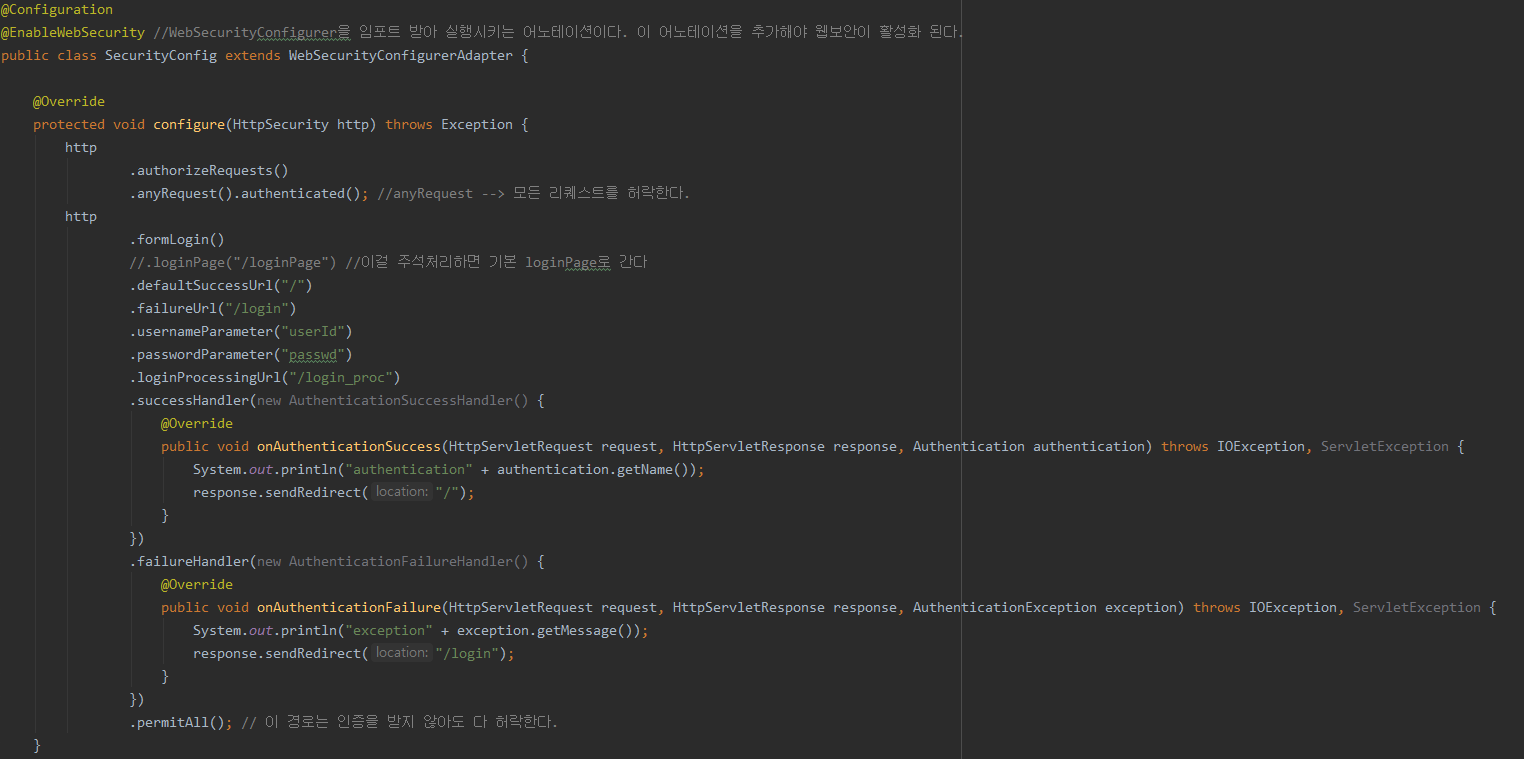 @Configuration
@EnableWebSecurity //WebSecurityConfigurer을 임포트 받아 실행시키는 어노테이션이다. 이 어노테이션을 추가해야 웹보안이 활성화 된다.
public class SecurityConfig extends WebSecurityConfigurerAdapter {
@Override
protected void configure(HttpSecurity http) throws Exception {
http
.authorizeRequests()
.anyRequest().authenticated(); //anyRequest --> 모든 리퀘스트를 허락한다.
http
.formLogin()
//.loginPage("/loginPage") //이걸 주석처리하면 기본 loginPage로 간다
.defaultSuccessUrl("/")
.failureUrl("/login")
.usernameParameter("userId")
.passwordParameter("passwd")
.loginProcessingUrl("/login_proc")
.successHandler(new AuthenticationSuccessHandler() {
@Override
public void onAuthenticationSuccess(HttpServletRequest request, HttpServletResponse response, Authentication authentication) throws IOException, ServletException {
System.out.println("authentication" + authentication.getName());
response.sendRedirect( location: "/");
}
})
.failureHandler(new AuthenticationFailureHandler() {
@Override
public void onAuthenticationFailure(HttpServletRequest request, HttpServletResponse response, AuthenticationException exception) throws IOException, ServletException {
System.out.println("exception" + exception.getMessage());
response.sendRedirect( location: "/login");
}
})
.permitAll(); // 이 경로는 인증을 받지 않아도 다 허락한다.
}